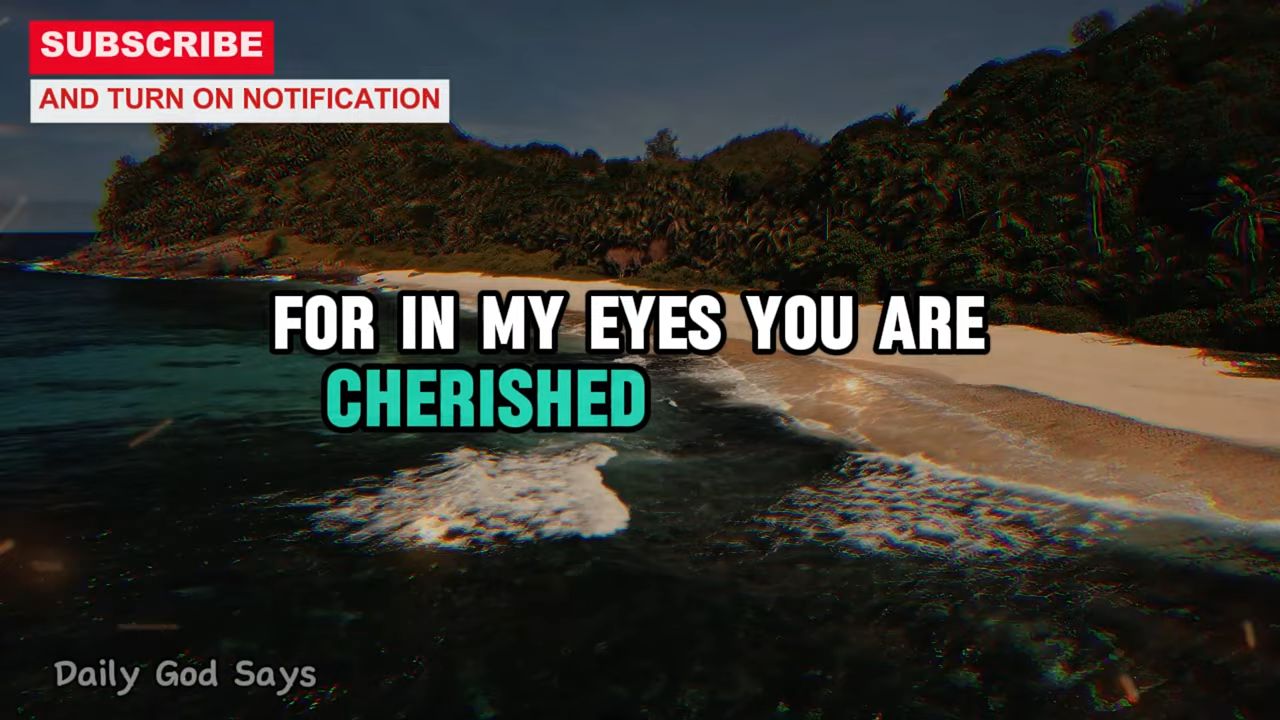 SUBSCRIBE
AND TURN ON NOTIFICATION
FOR IN MY EYES YOU ARE
CHERISHED
Daily God Says